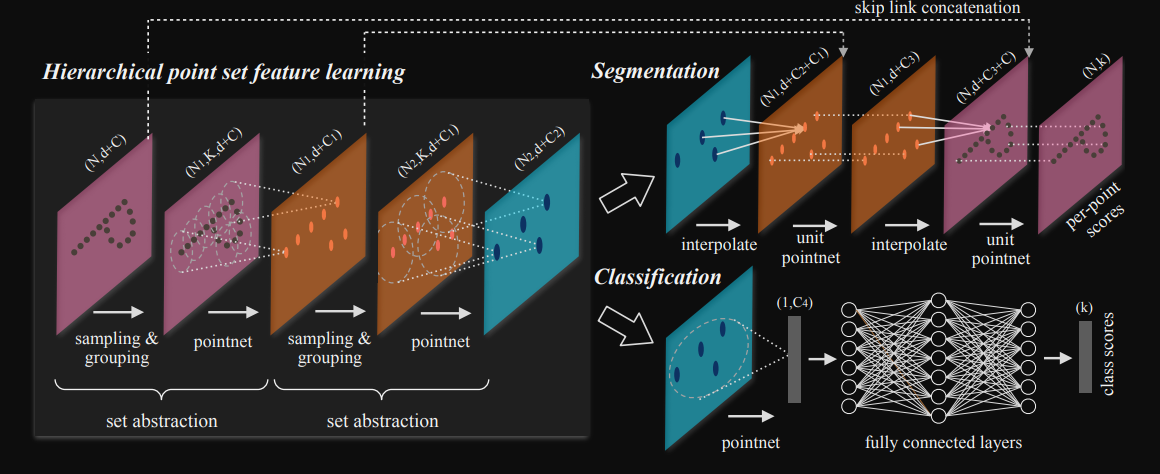 skip link concatenation
Hierarchical point set feature learning
(N,d+C)
(N1,K,d+C)
(N1,d+C1)
(N2,K,d+C1)
(N2,d+C2)
sampling &
grouping
pointnet
sampling &
grouping
pointnet
set abstraction
set abstraction
Segmentation
(N1,d+C2+C1)
(N1,d+C3)
(N,d+C3+C)
(N,k)
interpolate
unit
pointnet
interpolate
unit
pointnet
per-point
scores
Classification
(1,C4)
(k)
class scores
pointnet
fully connected layers